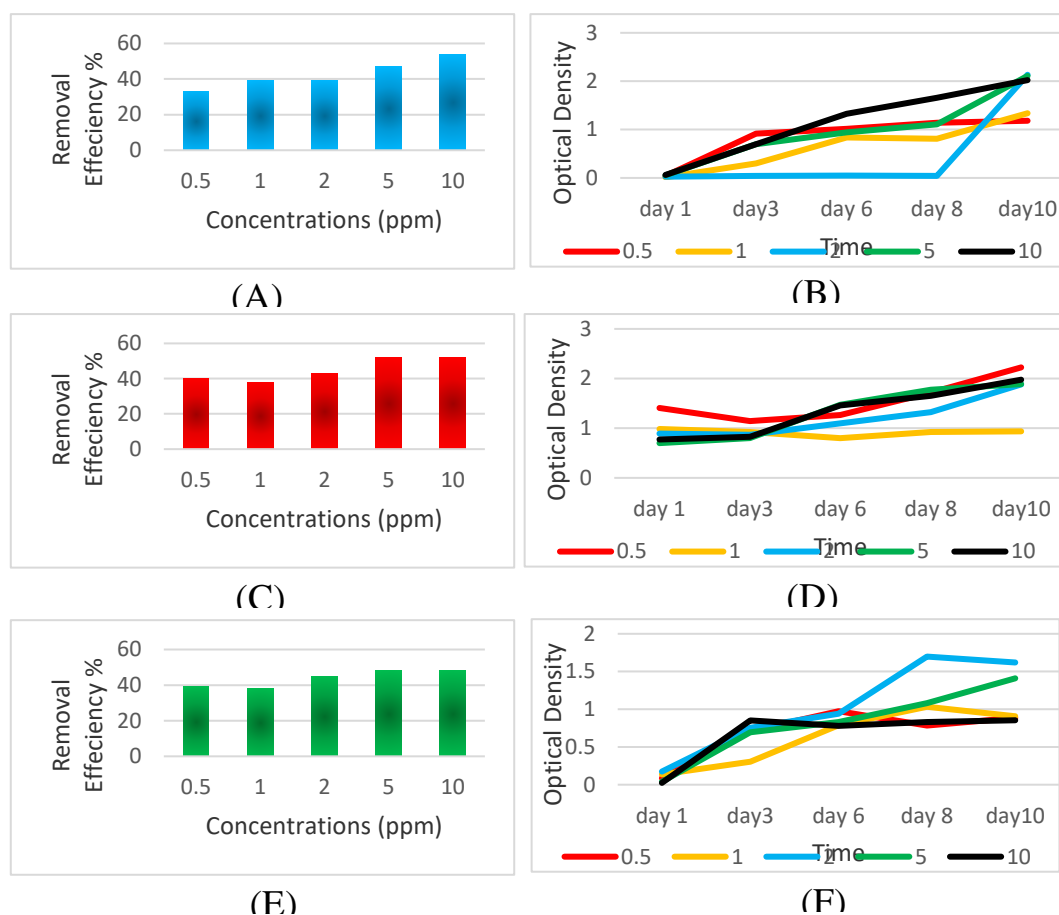 Removal
Effeciency %
60
40
20
0
0.5 1 2 5 10
Concentrations (ppm)
(A)
Optical Density
3
2
1
0
day 1 day3 day 6 day 8 day10
Time
0.5 1 2 5 10
(B)
Removal
Effeciency %
60
40
20
0
0.5 1 2 5 10
Concentrations (ppm)
(C)
Optical Density
3
2
1
0
day 1 day3 day 6 day 8 day10
Time
0.5 1 2 5 10
(D)
Removal
Effeciency %
60
40
20
0
0.5 1 2 5 10
Concentrations (ppm)
(E)
Optical Density
2
1.5
1
0.5
0
day 1 day3 day 6 day 8 day10
Time
0.5 1 2 5 10
(F)